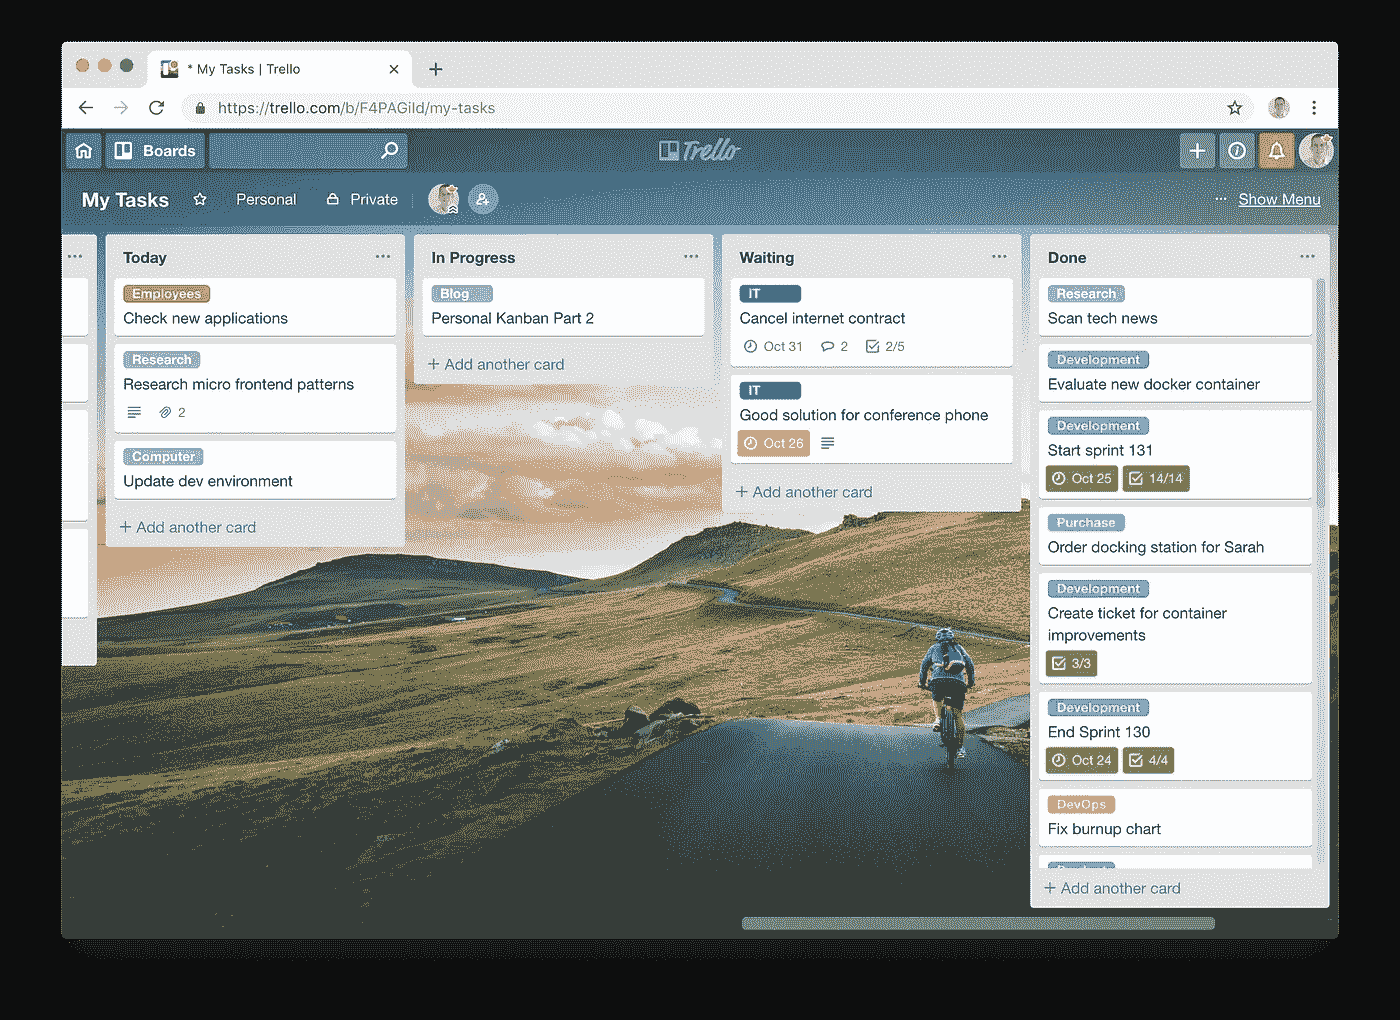 * My Tasks | Trello
https://trello.com/b/F4PAGild/my-tasks
Boards
Trello
My Tasks
Personal
Private
Show Menu
Today
Employees
Check new applications
Research
Research micro frontend patterns
2
Computer
Update dev environment
+ Add another card
In Progress
Blog
Personal Kanban Part 2
+ Add another card
Waiting
IT
Cancel internet contract
Oct 31 2 2/5
IT
Good solution for conference phone
Oct 26
+ Add another card
Done
Research
Scan tech news
Development
Evaluate new docker container
Development
Start sprint 131
Oct 25 14/14
Purchase
Order docking station for Sarah
Development
Create ticket for container
improvements
3/3
Development
End Sprint 130
Oct 24 4/4
DevOps
Fix burnup chart
+ Add another card